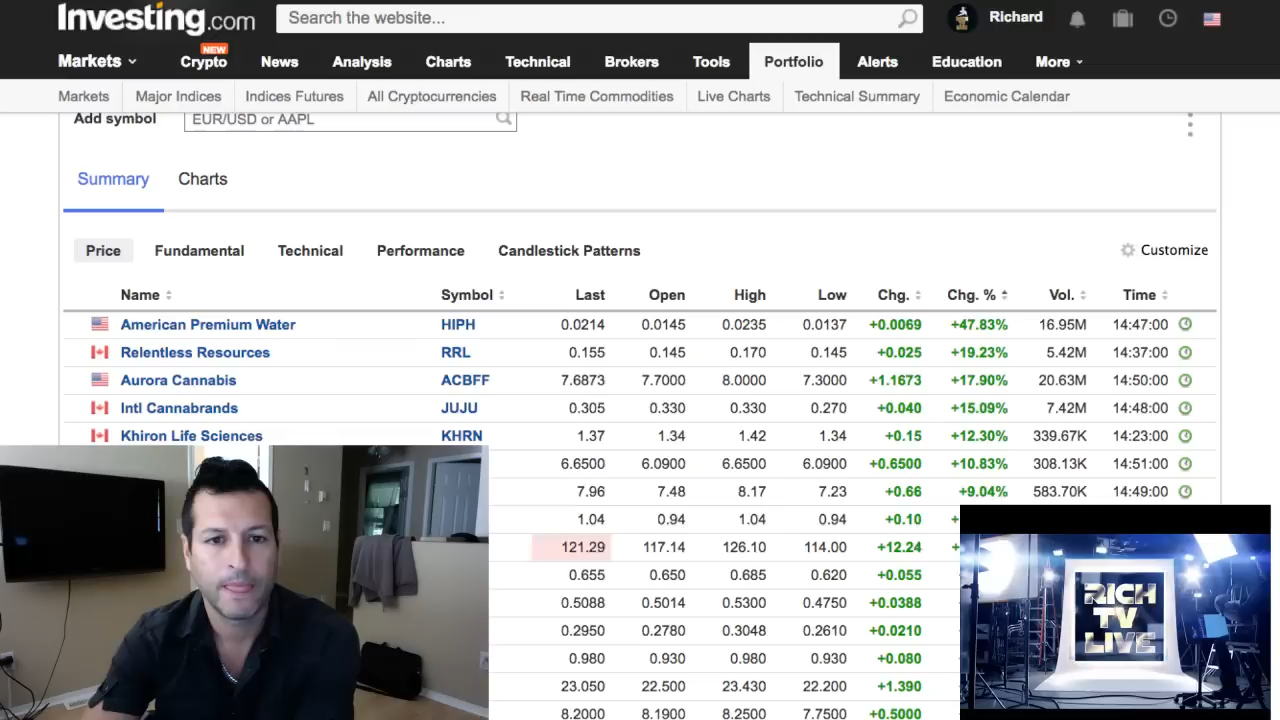 Investing.com
Search the website...
Richard
Markets
NEW
Crypto
News
Analysis
Charts
Technical
Brokers
Tools
Portfolio
Alerts
Education
More
Markets
Major Indices
Indices Futures
All Cryptocurrencies
Real Time Commodities
Live Charts
Technical Summary
Economic Calendar
Add symbol
EUR/USD or AAPL
Summary
Charts
Price
Fundamental
Technical
Performance
Candlestick Patterns
Customize
Name Symbol Last Open High Low Chg. Chg. % Vol. Time
American Premium Water HIPH 0.0214 0.0145 0.0235 0.0137 +0.0069 +47.83% 16.95M 14:47:00
Relentless Resources RRL 0.155 0.145 0.170 0.145 +0.025 +19.23% 5.42M 14:37:00
Aurora Cannabis ACBFF 7.6873 7.7000 8.0000 7.3000 +1.1673 +17.90% 20.63M 14:50:00
Intl Cannabrands JUJU 0.305 0.330 0.330 0.270 +0.040 +15.09% 7.42M 14:48:00
Khiron Life Sciences KHRN 1.37 1.34 1.42 1.34 +0.15 +12.30% 339.67K 14:23:00
6.6500 6.0900 6.6500 6.0900 +0.6500 +10.83% 308.13K 14:51:00
7.96 7.48 8.17 7.23 +0.66 +9.04% 583.70K 14:49:00
1.04 0.94 1.04 0.94 +0.10
121.29 117.14 126.10 114.00 +12.24
0.655 0.650 0.685 0.620 +0.055
0.5088 0.5014 0.5300 0.4750 +0.0388
0.2950 0.2780 0.3048 0.2610 +0.0210
0.980 0.930 0.980 0.930 +0.080
23.050 22.500 23.430 22.200 +1.390
8.2000 8.1900 8.2500 7.7500 +0.5000
RICH
TV
LIVE